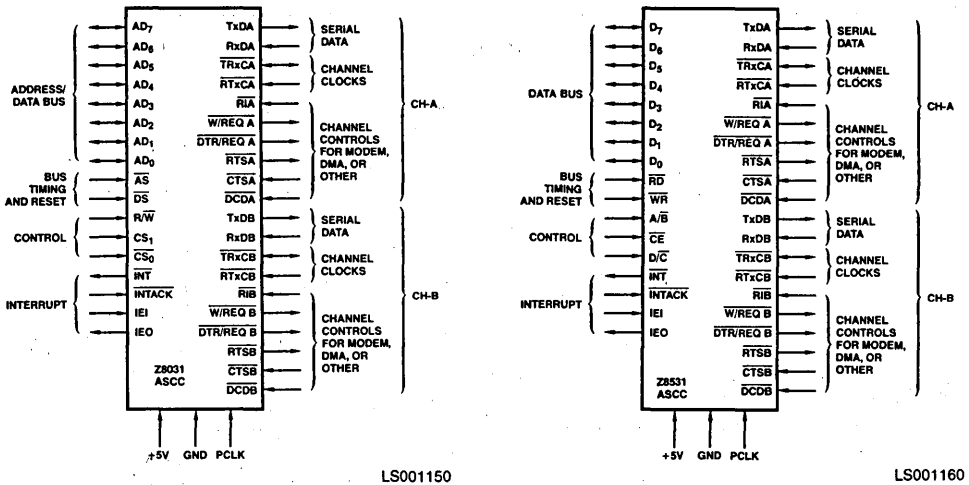 ADDRESS/
DATA BUS
BUS
TIMING
AND RESET
CONTROL
INTERRUPT
AD7
AD6
AD5
AD4
AD3
AD2
AD1
AD0
AS
DS
R/W
CS1
CS0
INT
INTACK
IEI
IEO
TxDA
RxDA
TRxCA
RTxCA
RIA
W/REQ A
DTR/REQ A
RTSA
CTSA
DCDA
TxDB
RxDB
TRxCB
RTxCB
RIB
W/REQ B
DTR/REQ B
RTSB
CTSB
DCDB
Z8031
ASCC
SERIAL
DATA
CHANNEL
CLOCKS
CHANNEL
CONTROLS
FOR MODEM,
DMA, OR
OTHER
CH-A
SERIAL
DATA
CHANNEL
CLOCKS
CHANNEL
CONTROLS
FOR MODEM,
DMA, OR
OTHER
CH-B
+5V GND PCLK
LS001150
DATA BUS
BUS
TIMING
AND RESET
CONTROL
INTERRUPT
D7
D6
D5
D4
D3
D2
D1
D0
RD
WR
A/B
CE
D/C
INT
INTACK
IEI
IEO
TxDA
RxDA
TRxCA
RTxCA
RIA
W/REQ A
DTR/REQ A
RTSA
CTSA
DCDA
TxDB
RxDB
TRxCB
RTxCB
RIB
W/REQ B
DTR/REQ B
RTSB
CTSB
DCDB
Z8531
ASCC
SERIAL
DATA
CHANNEL
CLOCKS
CHANNEL
CONTROLS
FOR MODEM,
DMA, OR
OTHER
CH-A
SERIAL
DATA
CHANNEL
CLOCKS
CHANNEL
CONTROLS
FOR MODEM,
DMA, OR
OTHER
CH-B
+5V GND PCLK
LS001160